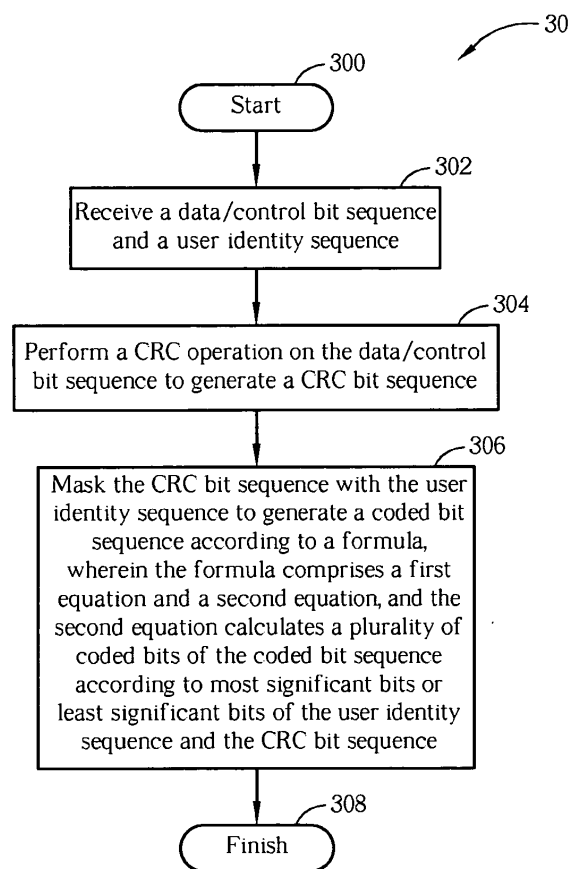 30
300
Start
302
Receive a data/control bit sequence
and a user identity sequence
304
Perform a CRC operation on the data/control
bit sequence to generate a CRC bit sequence
306
Mask the CRC bit sequence with the user
identity sequence to generate a coded bit
sequence according to a formula,
wherein the formula comprises a first
equation and a second equation, and the
second equation calculates a plurality of
coded bits of the coded bit sequence
according to most significant bits or
least significant bits of the user identity
sequence and the CRC bit sequence
308
Finish